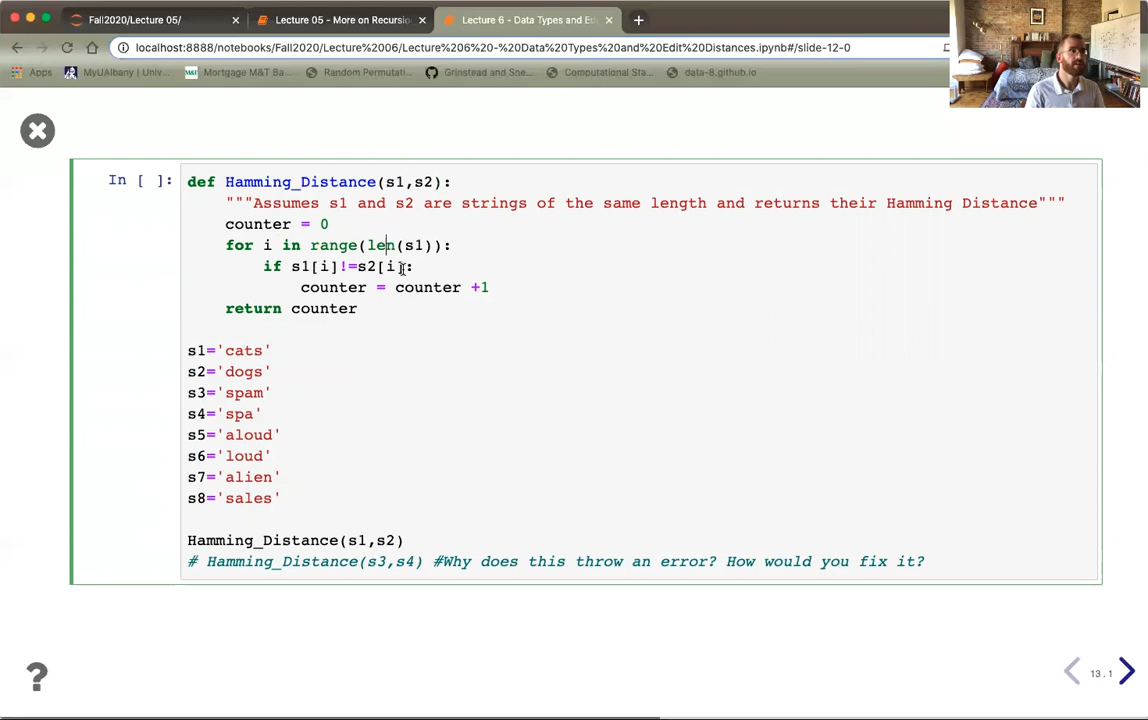 Fall2020/Lecture 05/
Lecture 05 - More on Recursio
Lecture 6 - Data Types and Ed
localhost:8888/notebooks/Fall2020/Lecture%2006/Lecture%206%20-%20Data%20Types%20and%20Edit%20Distances.ipynb#/slide-12-0
Apps
MyUAlbany | Univ...
M&T
Mortgage M&T Ba...
Random Permutati...
Grinstead and Sne...
Computational Sta...
data-8.github.io
In [ ]:
def Hamming_Distance(s1,s2):
"""Assumes s1 and s2 are strings of the same length and returns their Hamming Distance"""
counter = 0
for i in range(len(s1)):
if s1[i]!=s2[i]:
counter = counter +1
return counter
s1='cats'
s2='dogs'
s3='spam'
s4='spa'
s5='aloud'
s6='loud'
s7='alien'
s8='sales'
Hamming_Distance(s1,s2)
# Hamming_Distance(s3,s4) #Why does this throw an error? How would you fix it?
?
13.1